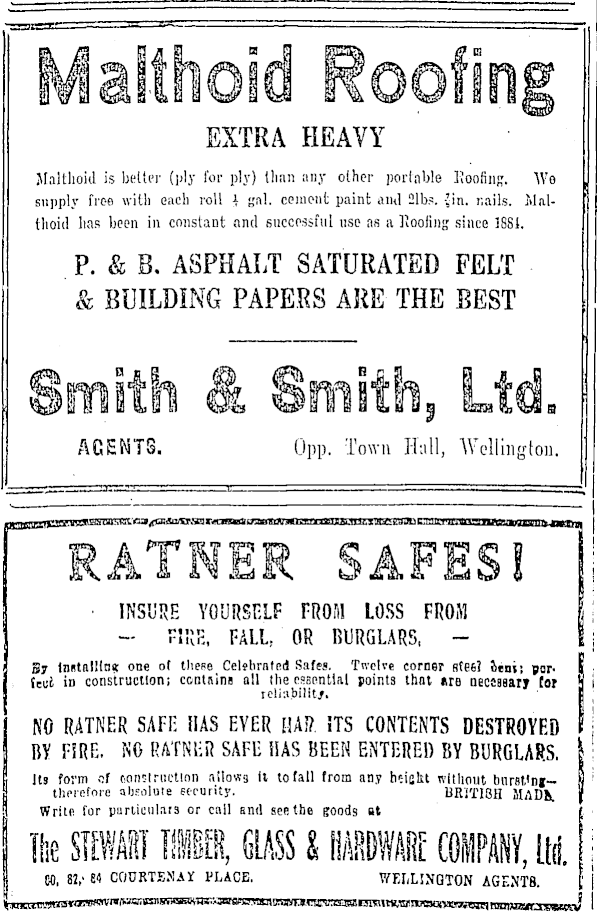 Malthoid Roofing
EXTRA HEAVY
Malthoid is better (ply for ply) than any other portable Roofing. We
supply free with each roll ½ gal. cement paint and 2lbs. ¾in. nails. Mal-
thoid has been in constant and successful use as a Roofing since 1884.
P. & B. ASPHALT SATURATED FELT
& BUILDING PAPERS ARE THE BEST
Smith & Smith, Ltd.
AGENTS. Opp. Town Hall, Wellington.
RATNER SAFES!
INSURE YOURSELF FROM LOSS FROM
— FIRE, FALL, OR BURGLARS, —
By installing one of these Celebrated Safes. Twelve corner steel bent; per-
fect in construction; contains all the essential points that are necessary for
reliability.
NO RATNER SAFE HAS EVER HAD ITS CONTENTS DESTROYED
BY FIRE. NO RATNER SAFE HAS BEEN ENTERED BY BURGLARS.
Its form of construction allows it to fall from any height without bursting—
therefore absolute security. BRITISH MADE.
Write for particulars or call and see the goods at
The STEWART TIMBER, GLASS & HARDWARE COMPANY, Ltd.
82, 84 COURTENAY PLACE. WELLINGTON AGENTS.